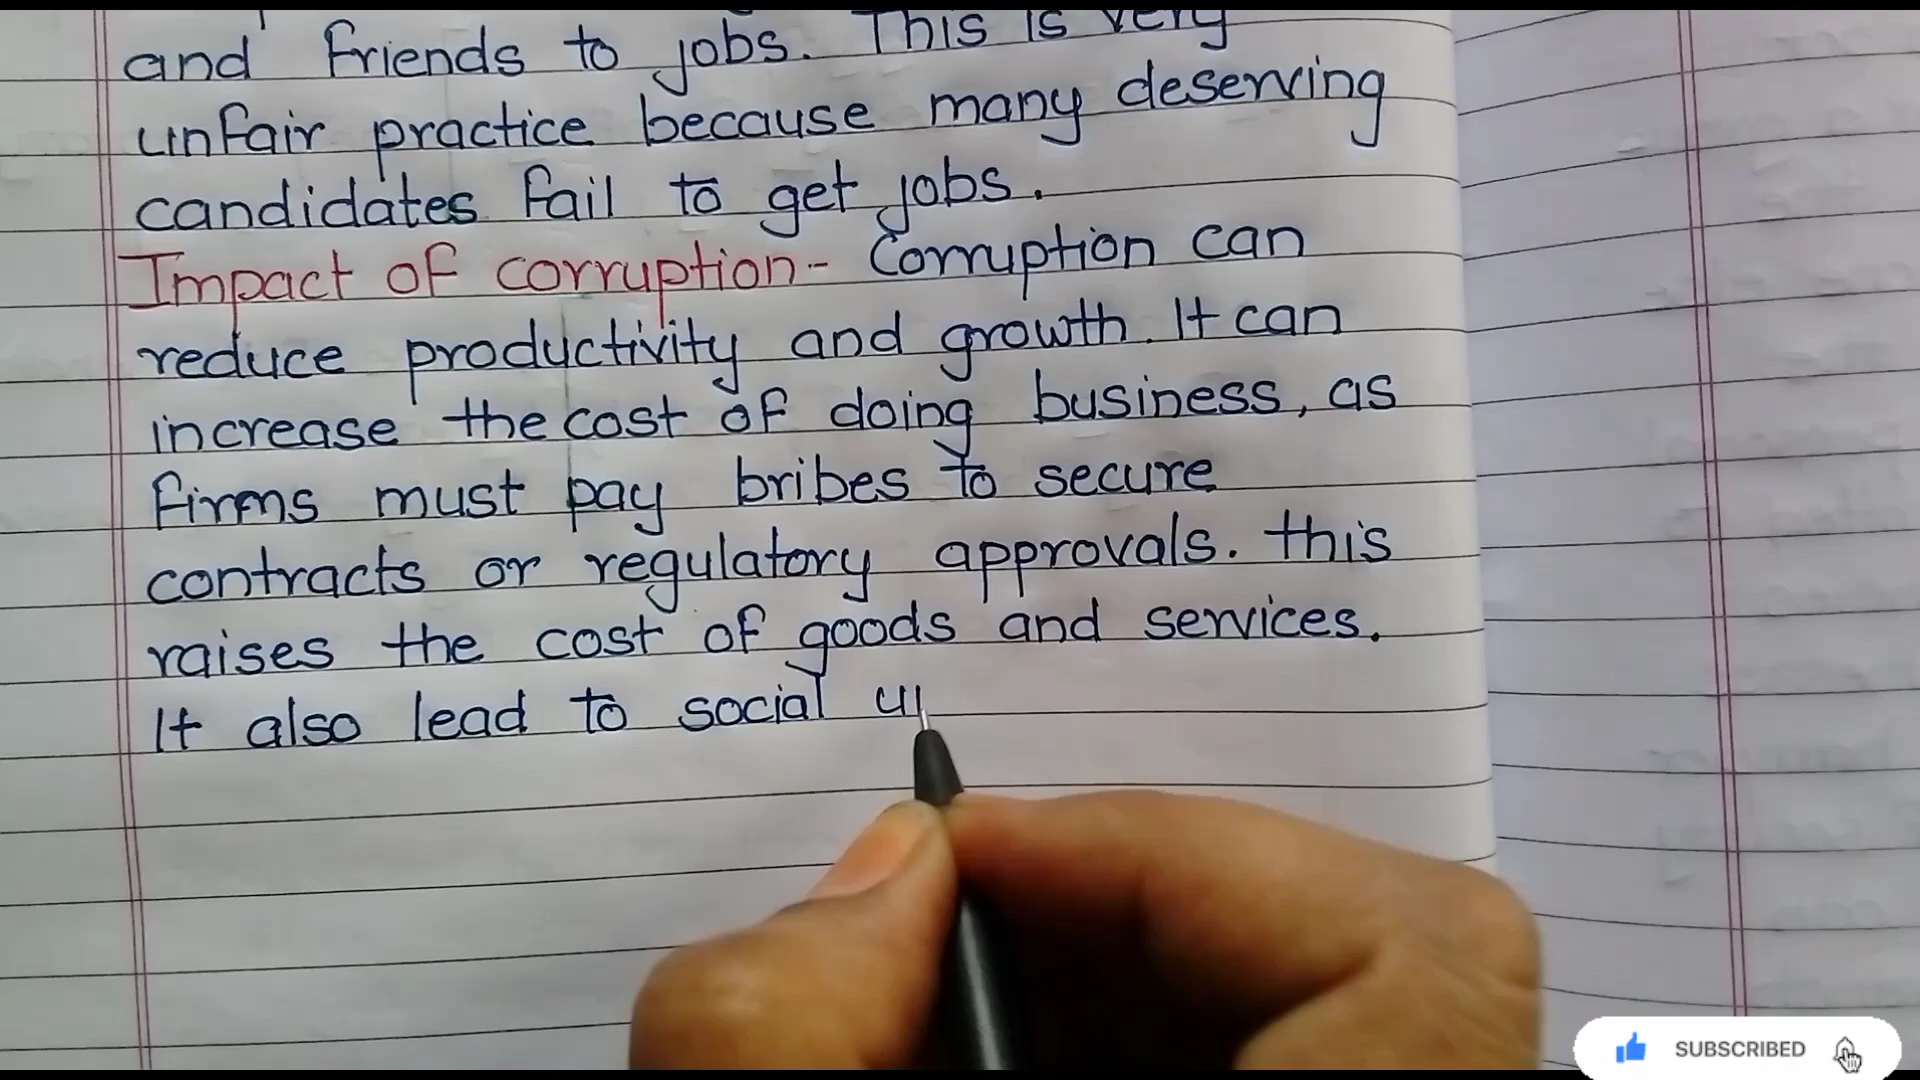 and friends to jobs. This is very
unfair practice because many deserving
candidates fail to get jobs.
Impact of corruption- Corruption can
reduce productivity and growth. It can
increase the cost of doing business, as
firms must pay bribes to secure
contracts or regulatory approvals. this
raises the cost of goods and services.
It also lead to social u
SUBSCRIBED